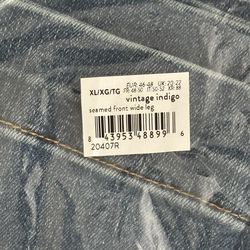 XL/XG/TG EUR: 46-48 UK: 20-22
FR: 48-50 IT: 50-52 KR: 88
vintage indigo
seamed front wide leg
8 43953 48899 6
20407R